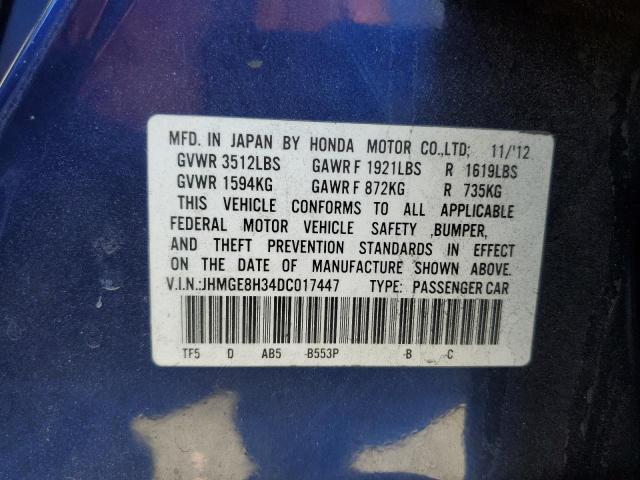 MFD. IN JAPAN BY HONDA MOTOR CO.,LTD; 11/'12
GVWR 3512LBS GAWR F 1921LBS R 1619LBS
GVWR 1594KG GAWR F 872KG R 735KG
THIS VEHICLE CONFORMS TO ALL APPLICABLE
FEDERAL MOTOR VEHICLE SAFETY ,BUMPER,
AND THEFT PREVENTION STANDARDS IN EFFECT
ON THE DATE OF MANUFACTURE SHOWN ABOVE.
V.I.N.:JHMGE8H34DC017447 TYPE: PASSENGER CAR
TF5 D AB5 -B553P -B -C